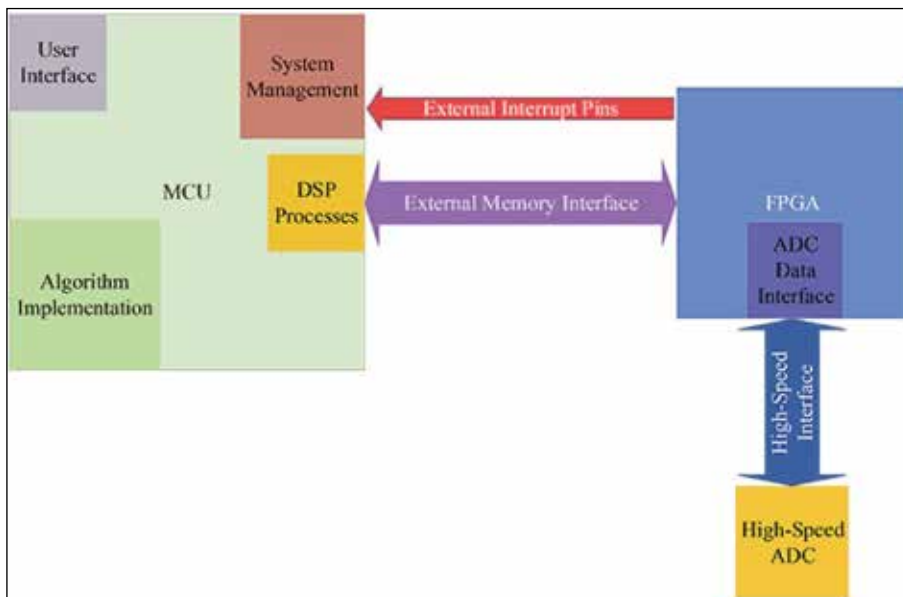 User
Interface
System
Management
External Interrupt Pins
MCU
DSP
Processes
External Memory Interface
FPGA
ADC
Data
Interface
Algorithm
Implementation
High-Speed
Interface
High-Speed
ADC